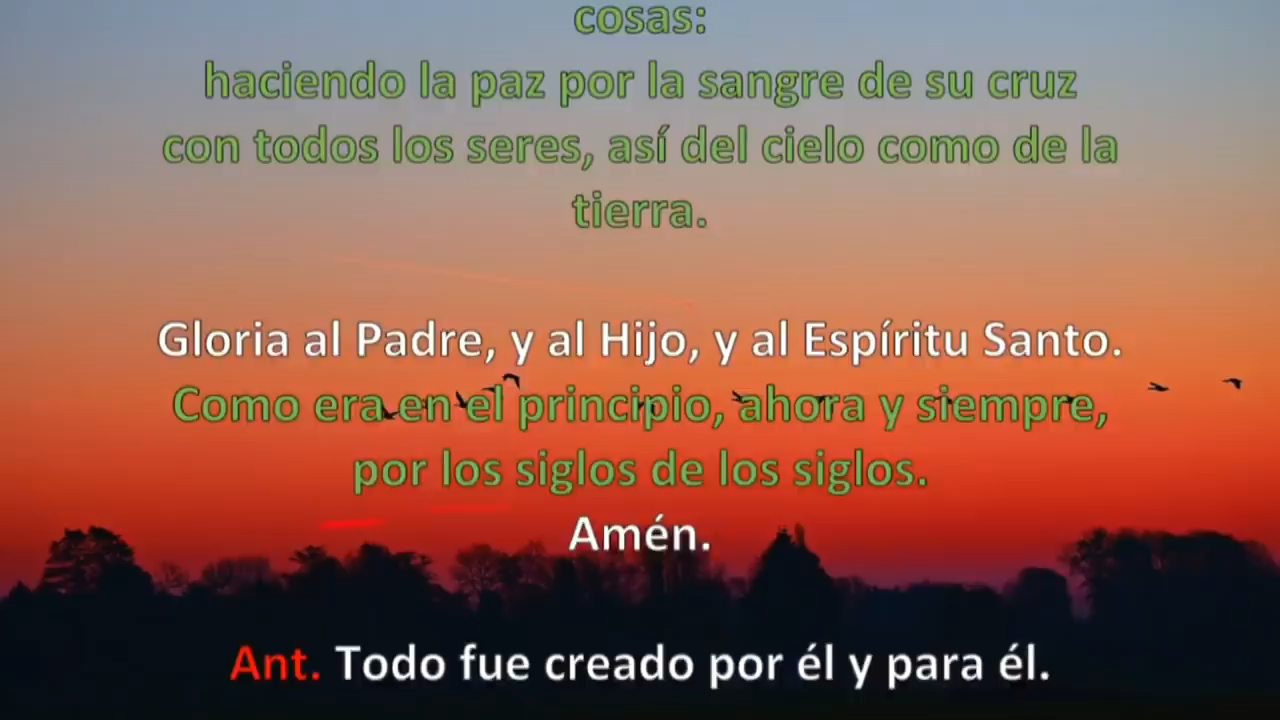 cosas:
haciendo la paz por la sangre de su cruz
con todos los seres, así del cielo como de la
tierra.
Gloria al Padre, y al Hijo, y al Espíritu Santo.
Como era en el principio, ahora y siempre,
por los siglos de los siglos.
Amén.
Ant. Todo fue creado por él y para él.